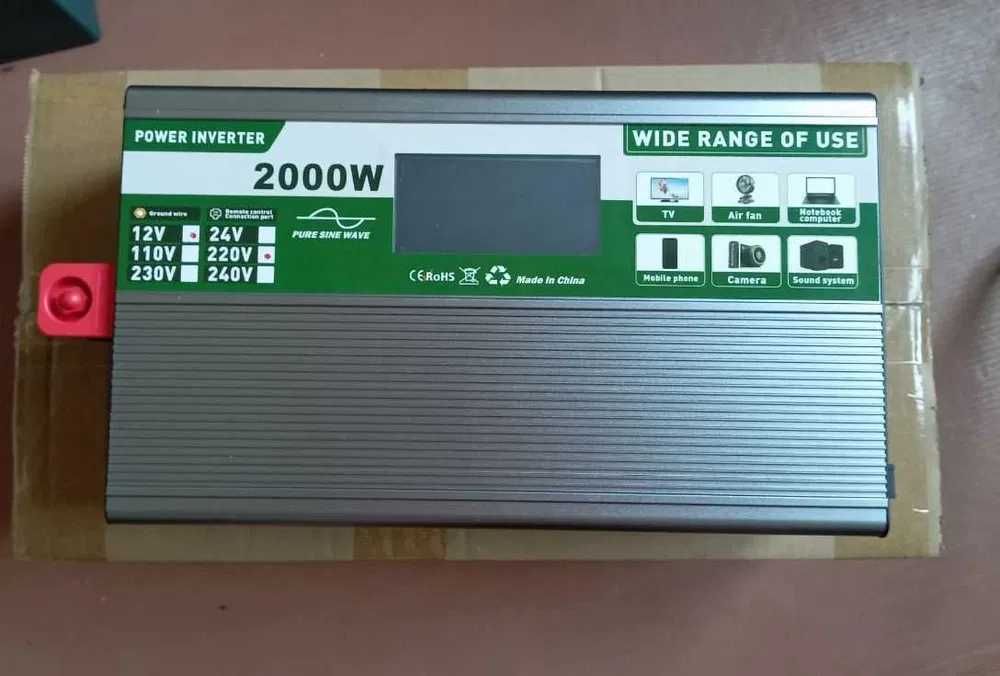 POWER INVERTER
2000W
Ground wire
Remote control
Connection port
12V 24V
110V 220V
230V 240V
PURE SINE WAVE
CE RoHS
Made in China
WIDE RANGE OF USE
TV
Air fan
Notebook
computer
Mobile phone
Camera
Sound system